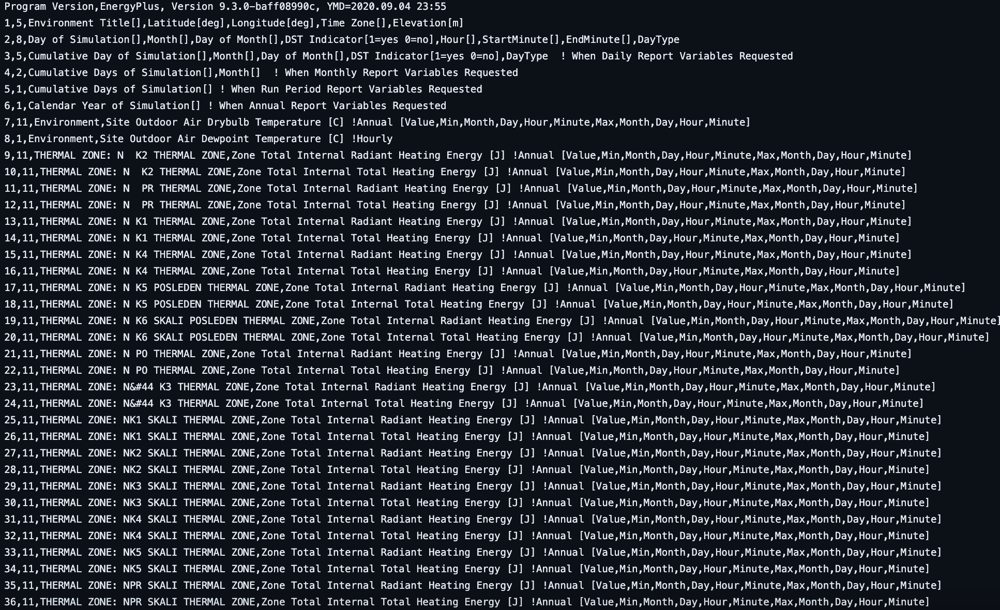 Program Version,EnergyPlus, Version 9.3.0-baff08990c, YMD=2020.09.04 23:55
1,5,Environment Title[],Latitude[deg],Longitude[deg],Time Zone[],Elevation[m]
2,8,Day of Simulation[],Month[],Day of Month[],DST Indicator[1=yes 0=no],Hour[],StartMinute[],EndMinute[],DayType
3,5,Cumulative Day of Simulation[],Month[],Day of Month[],DST Indicator[1=yes 0=no],DayType  ! When Daily Report Variables Requested
4,2,Cumulative Days of Simulation[],Month[]  ! When Monthly Report Variables Requested
5,1,Cumulative Days of Simulation[] ! When Run Period Report Variables Requested
6,1,Calendar Year of Simulation[] ! When Annual Report Variables Requested
7,11,Environment,Site Outdoor Air Drybulb Temperature [C] !Annual [Value,Min,Month,Day,Hour,Minute,Max,Month,Day,Hour,Minute]
8,1,Environment,Site Outdoor Air Dewpoint Temperature [C] !Hourly
9,11,THERMAL ZONE: N  K2 THERMAL ZONE,Zone Total Internal Radiant Heating Energy [J] !Annual [Value,Min,Month,Day,Hour,Minute,Max,Month,Day,Hour,Minute]
10,11,THERMAL ZONE: N  K2 THERMAL ZONE,Zone Total Internal Total Heating Energy [J] !Annual [Value,Min,Month,Day,Hour,Minute,Max,Month,Day,Hour,Minute]
11,11,THERMAL ZONE: N  PR THERMAL ZONE,Zone Total Internal Radiant Heating Energy [J] !Annual [Value,Min,Month,Day,Hour,Minute,Max,Month,Day,Hour,Minute]
12,11,THERMAL ZONE: N  PR THERMAL ZONE,Zone Total Internal Total Heating Energy [J] !Annual [Value,Min,Month,Day,Hour,Minute,Max,Month,Day,Hour,Minute]
13,11,THERMAL ZONE: N K1 THERMAL ZONE,Zone Total Internal Radiant Heating Energy [J] !Annual [Value,Min,Month,Day,Hour,Minute,Max,Month,Day,Hour,Minute]
14,11,THERMAL ZONE: N K1 THERMAL ZONE,Zone Total Internal Total Heating Energy [J] !Annual [Value,Min,Month,Day,Hour,Minute,Max,Month,Day,Hour,Minute]
15,11,THERMAL ZONE: N K4 THERMAL ZONE,Zone Total Internal Radiant Heating Energy [J] !Annual [Value,Min,Month,Day,Hour,Minute,Max,Month,Day,Hour,Minute]
16,11,THERMAL ZONE: N K4 THERMAL ZONE,Zone Total Internal Total Heating Energy [J] !Annual [Value,Min,Month,Day,Hour,Minute,Max,Month,Day,Hour,Minute]
17,11,THERMAL ZONE: N K5 POSLEDEN THERMAL ZONE,Zone Total Internal Radiant Heating Energy [J] !Annual [Value,Min,Month,Day,Hour,Minute,Max,Month,Day,Hour,Minute]
18,11,THERMAL ZONE: N K5 POSLEDEN THERMAL ZONE,Zone Total Internal Total Heating Energy [J] !Annual [Value,Min,Month,Day,Hour,Minute,Max,Month,Day,Hour,Minute]
19,11,THERMAL ZONE: N K6 SKALI POSLEDEN THERMAL ZONE,Zone Total Internal Radiant Heating Energy [J] !Annual [Value,Min,Month,Day,Hour,Minute,Max,Month,Day,Hour,Minute]
20,11,THERMAL ZONE: N K6 SKALI POSLEDEN THERMAL ZONE,Zone Total Internal Total Heating Energy [J] !Annual [Value,Min,Month,Day,Hour,Minute,Max,Month,Day,Hour,Minute]
21,11,THERMAL ZONE: N PO THERMAL ZONE,Zone Total Internal Radiant Heating Energy [J] !Annual [Value,Min,Month,Day,Hour,Minute,Max,Month,Day,Hour,Minute]
22,11,THERMAL ZONE: N PO THERMAL ZONE,Zone Total Internal Total Heating Energy [J] !Annual [Value,Min,Month,Day,Hour,Minute,Max,Month,Day,Hour,Minute]
23,11,THERMAL ZONE: N&#44 K3 THERMAL ZONE,Zone Total Internal Radiant Heating Energy [J] !Annual [Value,Min,Month,Day,Hour,Minute,Max,Month,Day,Hour,Minute]
24,11,THERMAL ZONE: N&#44 K3 THERMAL ZONE,Zone Total Internal Total Heating Energy [J] !Annual [Value,Min,Month,Day,Hour,Minute,Max,Month,Day,Hour,Minute]
25,11,THERMAL ZONE: NK1 SKALI THERMAL ZONE,Zone Total Internal Radiant Heating Energy [J] !Annual [Value,Min,Month,Day,Hour,Minute,Max,Month,Day,Hour,Minute]
26,11,THERMAL ZONE: NK1 SKALI THERMAL ZONE,Zone Total Internal Total Heating Energy [J] !Annual [Value,Min,Month,Day,Hour,Minute,Max,Month,Day,Hour,Minute]
27,11,THERMAL ZONE: NK2 SKALI THERMAL ZONE,Zone Total Internal Radiant Heating Energy [J] !Annual [Value,Min,Month,Day,Hour,Minute,Max,Month,Day,Hour,Minute]
28,11,THERMAL ZONE: NK2 SKALI THERMAL ZONE,Zone Total Internal Total Heating Energy [J] !Annual [Value,Min,Month,Day,Hour,Minute,Max,Month,Day,Hour,Minute]
29,11,THERMAL ZONE: NK3 SKALI THERMAL ZONE,Zone Total Internal Radiant Heating Energy [J] !Annual [Value,Min,Month,Day,Hour,Minute,Max,Month,Day,Hour,Minute]
30,11,THERMAL ZONE: NK3 SKALI THERMAL ZONE,Zone Total Internal Total Heating Energy [J] !Annual [Value,Min,Month,Day,Hour,Minute,Max,Month,Day,Hour,Minute]
31,11,THERMAL ZONE: NK4 SKALI THERMAL ZONE,Zone Total Internal Radiant Heating Energy [J] !Annual [Value,Min,Month,Day,Hour,Minute,Max,Month,Day,Hour,Minute]
32,11,THERMAL ZONE: NK4 SKALI THERMAL ZONE,Zone Total Internal Total Heating Energy [J] !Annual [Value,Min,Month,Day,Hour,Minute,Max,Month,Day,Hour,Minute]
33,11,THERMAL ZONE: NK5 SKALI THERMAL ZONE,Zone Total Internal Radiant Heating Energy [J] !Annual [Value,Min,Month,Day,Hour,Minute,Max,Month,Day,Hour,Minute]
34,11,THERMAL ZONE: NK5 SKALI THERMAL ZONE,Zone Total Internal Total Heating Energy [J] !Annual [Value,Min,Month,Day,Hour,Minute,Max,Month,Day,Hour,Minute]
35,11,THERMAL ZONE: NPR SKALI THERMAL ZONE,Zone Total Internal Radiant Heating Energy [J] !Annual [Value,Min,Month,Day,Hour,Minute,Max,Month,Day,Hour,Minute]
36,11,THERMAL ZONE: NPR SKALI THERMAL ZONE,Zone Total Internal Total Heating Energy [J] !Annual [Value,Min,Month,Day,Hour,Minute,Max,Month,Day,Hour,Minute]